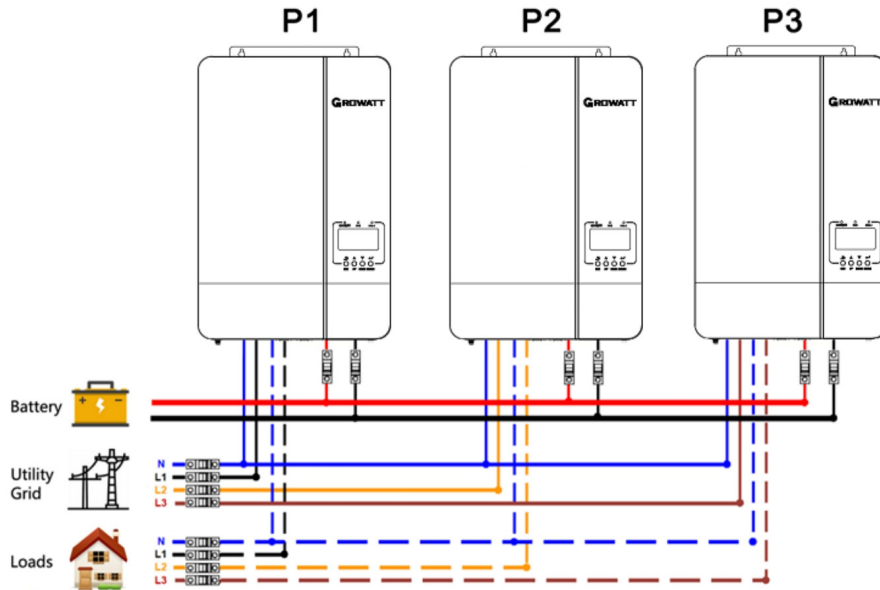 P1 P2 P3
GROWATT GROWATT GROWATT
Battery
+ -
Utility
Grid
N
L1
L2
L3
Loads
N
L1
L2
L3